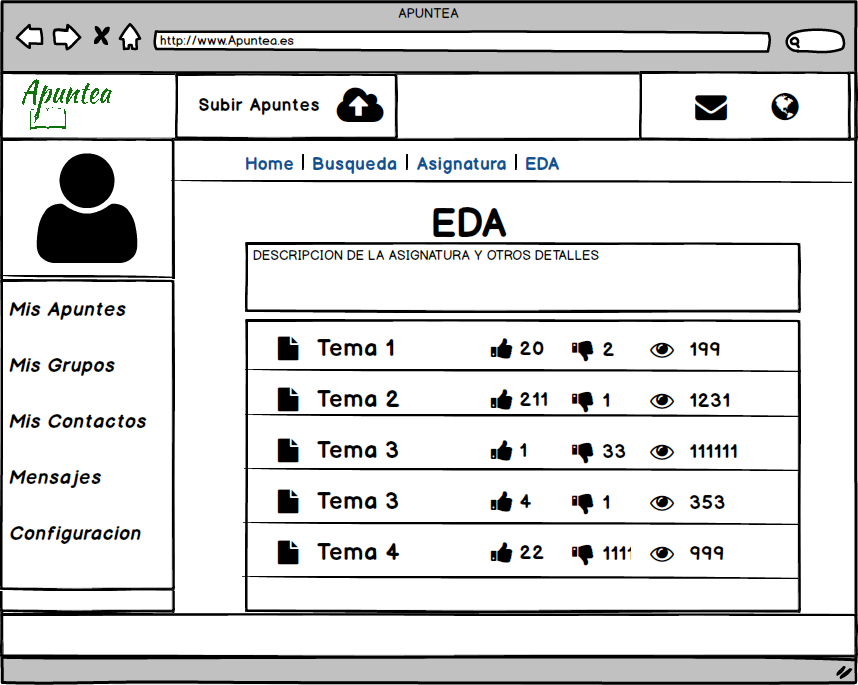 APUNTEA
http://www.Apuntea.es
Apuntea
Subir Apuntes
Home | Busqueda | Asignatura | EDA
EDA
DESCRIPCION DE LA ASIGNATURA Y OTROS DETALLES
Mis Apuntes
Mis Grupos
Mis Contactos
Mensajes
Configuracion
Tema 1 20 2 199
Tema 2 211 1 1231
Tema 3 1 33 111111
Tema 3 4 1 353
Tema 4 22 1111 999